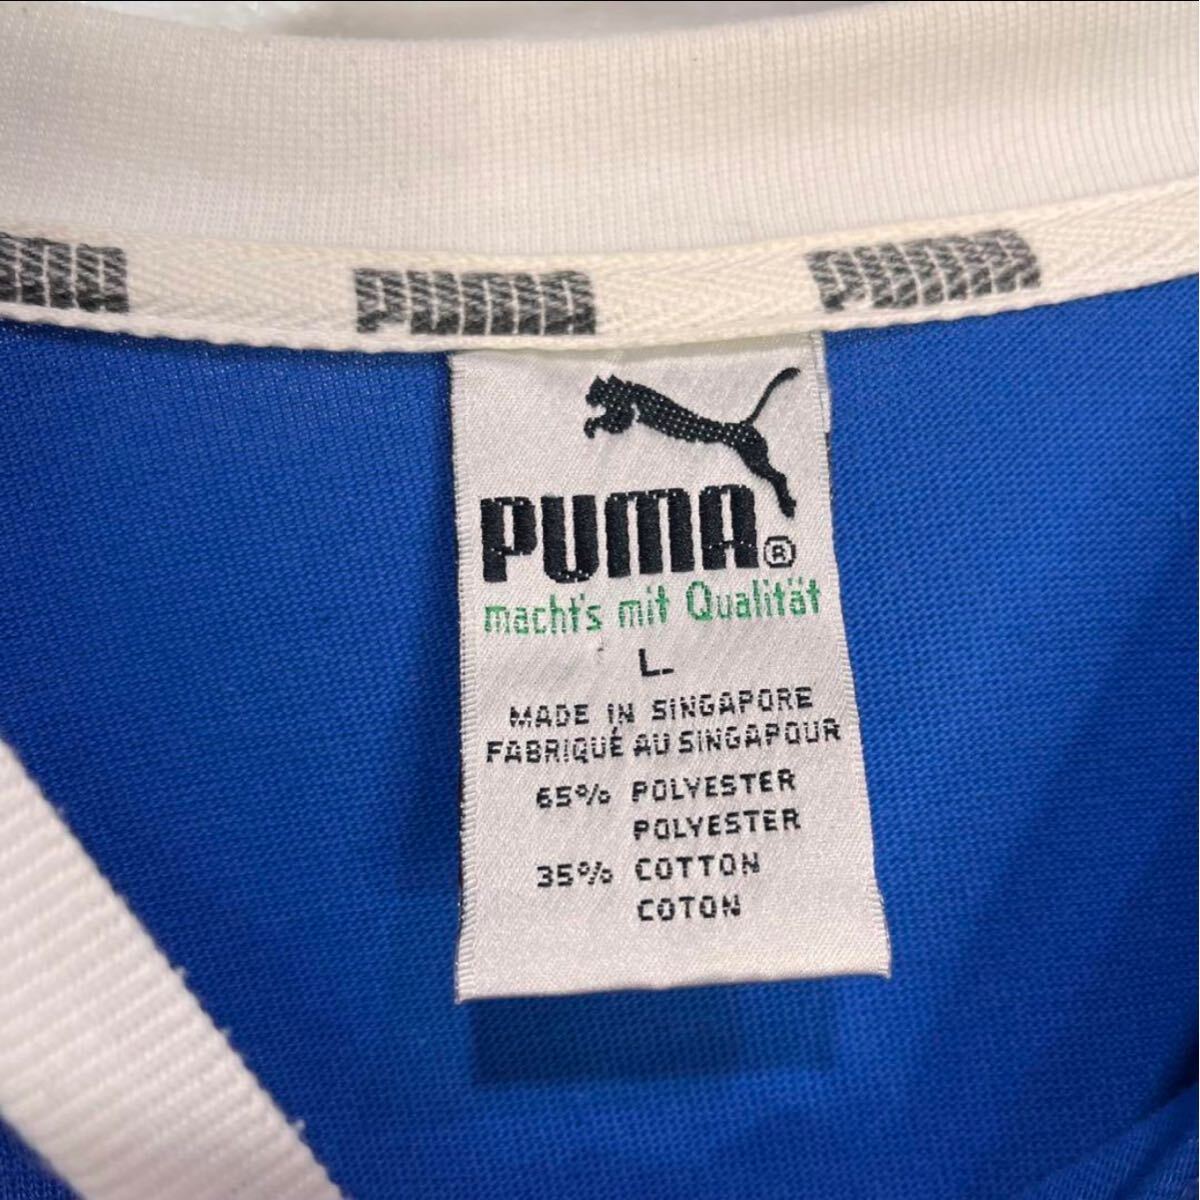 PUMA PUMA PUMA
PUMA®
macht's mit Qualität
L
MADE IN SINGAPORE
FABRIQUÉ AU SINGAPOUR
65% POLYESTER
POLYESTER
35% COTTON
COTON